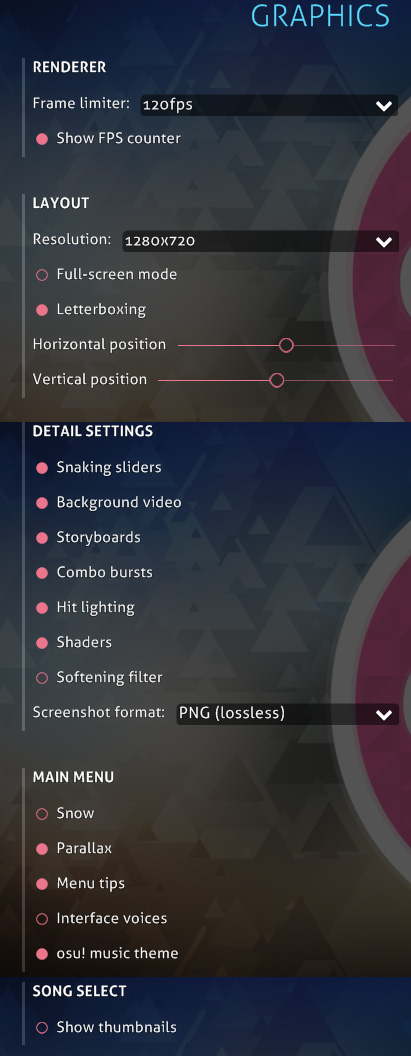 GRAPHICS
RENDERER
Frame limiter: 120fps
Show FPS counter
LAYOUT
Resolution: 1280x720
Full-screen mode
Letterboxing
Horizontal position
Vertical position
DETAIL SETTINGS
Snaking sliders
Background video
Storyboards
Combo bursts
Hit lighting
Shaders
Softening filter
Screenshot format: PNG (lossless)
MAIN MENU
Snow
Parallax
Menu tips
Interface voices
osu! music theme
SONG SELECT
Show thumbnails